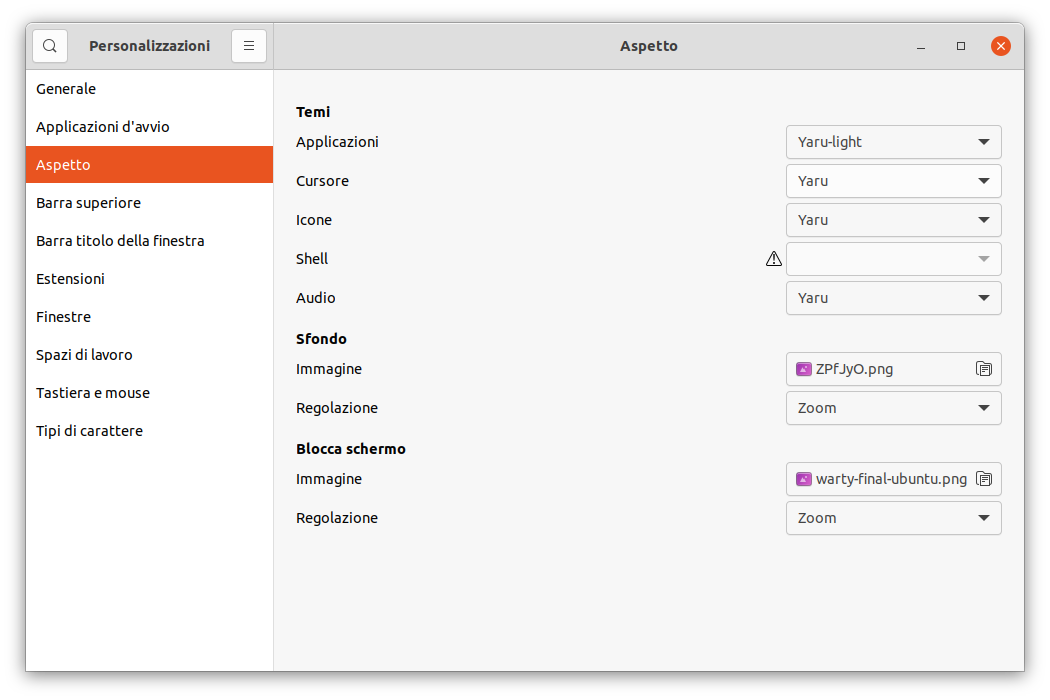 Personalizzazioni
Aspetto
Generale
Applicazioni d'avvio
Aspetto
Barra superiore
Barra titolo della finestra
Estensioni
Finestre
Spazi di lavoro
Tastiera e mouse
Tipi di carattere
Temi
Applicazioni Yaru-light
Cursore Yaru
Icone Yaru
Shell
Audio Yaru
Sfondo
Immagine ZPfJyO.png
Regolazione Zoom
Blocca schermo
Immagine warty-final-ubuntu.png
Regolazione Zoom